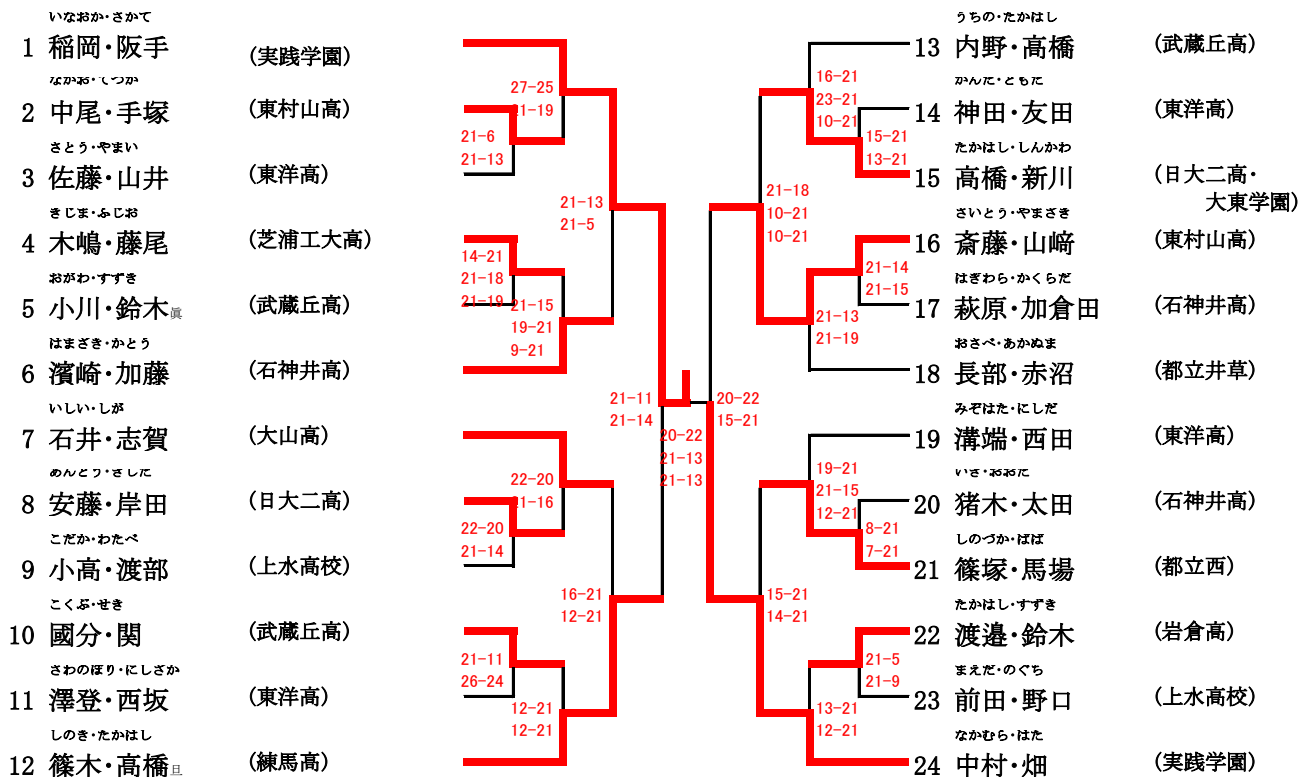 いなおか・さかて
1 稲岡・阪手 (実践学園)
なかお・てづか
2 中尾・手塚 (東村山高)
さとう・やまい
3 佐藤・山井 (東洋高)
きじま・ふじお
4 木嶋・藤尾 (芝浦工大高)
おがわ・すずき
5 小川・鈴木眞 (武蔵丘高)
はまざき・かとう
6 濱崎・加藤 (石神井高)
いしい・しが
7 石井・志賀 (大山高)
あんどう・きしだ
8 安藤・岸田 (日大二高)
こだか・わたべ
9 小高・渡部 (上水高校)
こくぶ・せき
10 國分・関 (武蔵丘高)
さわのぼり・にしざか
11 澤登・西坂 (東洋高)
しのき・たかはし
12 篠木・高橋旦 (練馬高)
27-25
21-19
21-6
21-13
21-13
21-5
14-21
21-18
21-19
21-15
19-21
9-21
21-11
21-14
22-20
21-16
22-20
21-14
16-21
12-21
21-11
26-24
12-21
12-21
20-22
21-13
21-13
20-22
15-21
16-21
23-21
10-21
15-21
13-21
21-18
10-21
10-21
21-14
21-15
21-13
21-19
19-21
21-15
12-21
8-21
7-21
15-21
14-21
21-5
21-9
13-21
12-21
うちの・たかはし
13 内野・高橋 (武蔵丘高)
かんだ・ともた
14 神田・友田 (東洋高)
たかはし・しんかわ
15 高橋・新川 (日大二高・
大東学園)
さいとう・やまざき
16 斎藤・山﨑 (東村山高)
はぎわら・かくらだ
17 萩原・加倉田 (石神井高)
おさべ・あかぬま
18 長部・赤沼 (都立井草)
みぞはた・にしだ
19 溝端・西田 (東洋高)
いき・おおた
20 猪木・太田 (石神井高)
しのづか・ばば
21 篠塚・馬場 (都立西)
たかはし・すずき
22 渡邉・鈴木 (岩倉高)
まえだ・のぐち
23 前田・野口 (上水高校)
なかむら・はた
24 中村・畑 (実践学園)